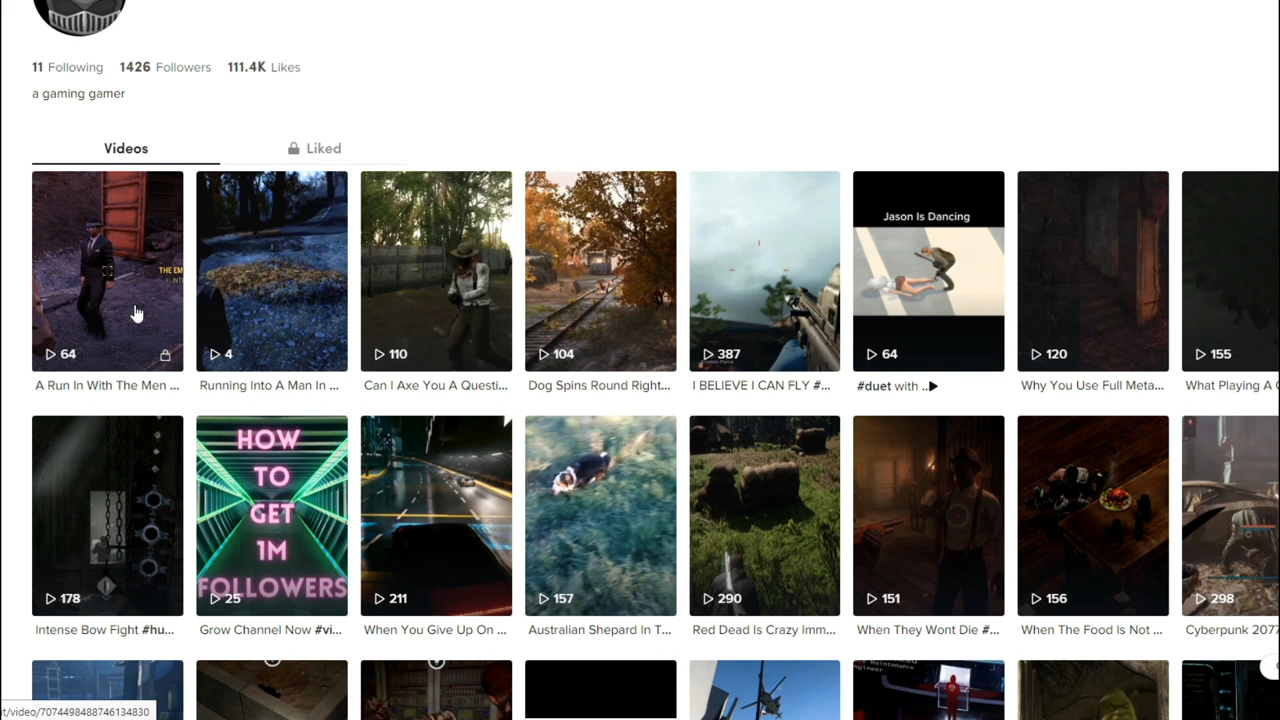 11 Following 1426 Followers 111.4K Likes
a gaming gamer
Videos Liked
THE EM
Jason Is Dancing
64 4 110 104 387 64 120 155
A Run In With The Men ... Running Into A Man In ... Can I Axe You A Questi... Dog Spins Round Right... I BELIEVE I CAN FLY #... #duet with .. Why You Use Full Meta... What Playing A
HOW
TO
GET
1M
FOLLOWERS
178 25 211 157 290 151 156 298
Intense Bow Fight #hu... Grow Channel Now #vi... When You Give Up On ... Australian Shepard In T... Red Dead Is Crazy Imm... When They Wont Die #... When The Food Is Not ... Cyberpunk 2077
Maintenance
t/video/7074498488746134830